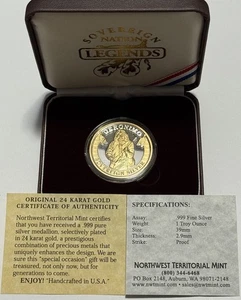 SOVEREIGN
NATION
LEGENDS
GERONIMO
ORIGINAL 24 KARAT GOLD
CERTIFICATE OF AUTHENTICITY
Northwest Territorial Mint certifies
that you have received a .999 pure
silver medallion, selectively plated
in 24 karat gold, a prestigious
combination of precious metals that
uniquely enhances the design. We
are sure this "special occasion" gift
will be treasured, not only now, but
for generations to come.
ENJOY! "Handcrafted in U.S.A."
SPECIFICATIONS:
Assay: .999 Fine Silver
Weight: 1 Troy Ounce
Size: 39mm
Thickness: 2.9mm
Strike: Proof
NORTHWEST TERRITORIAL MINT
(800) 344-6468
PO BOX 2148, Auburn, WA 98071-2148
www.nwtmint.com sales@nwtmint.com